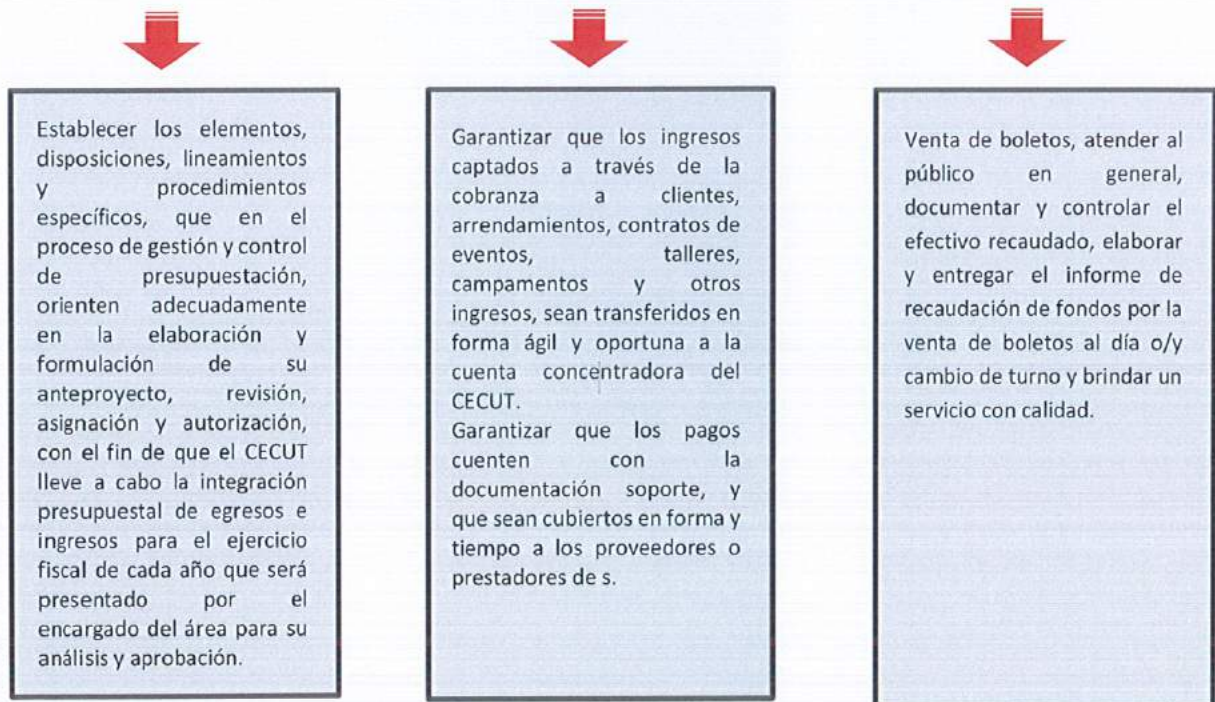 Establecer los elementos,
disposiciones, lineamientos
y procedimientos
específicos, que en el
proceso de gestión y control
de presupuestación,
orienten adecuadamente
en la elaboración y
formulación de su
anteproyecto, revisión,
asignación y autorización,
con el fin de que el CECUT
lleve a cabo la integración
presupuestal de egresos e
ingresos para el ejercicio
fiscal de cada año que será
presentado por el
encargado del área para su
análisis y aprobación.
Garantizar que los ingresos
captados a través de la
cobranza a clientes,
arrendamientos, contratos de
eventos, talleres,
campamentos y otros
ingresos, sean transferidos en
forma ágil y oportuna a la
cuenta concentradora del
CECUT.
Garantizar que los pagos
cuenten con la
documentación soporte, y
que sean cubiertos en forma y
tiempo a los proveedores o
prestadores de s.
Venta de boletos, atender al
público en general,
documentar y controlar el
efectivo recaudado, elaborar
y entregar el informe de
recaudación de fondos por la
venta de boletos al día o/y
cambio de turno y brindar un
servicio con calidad.